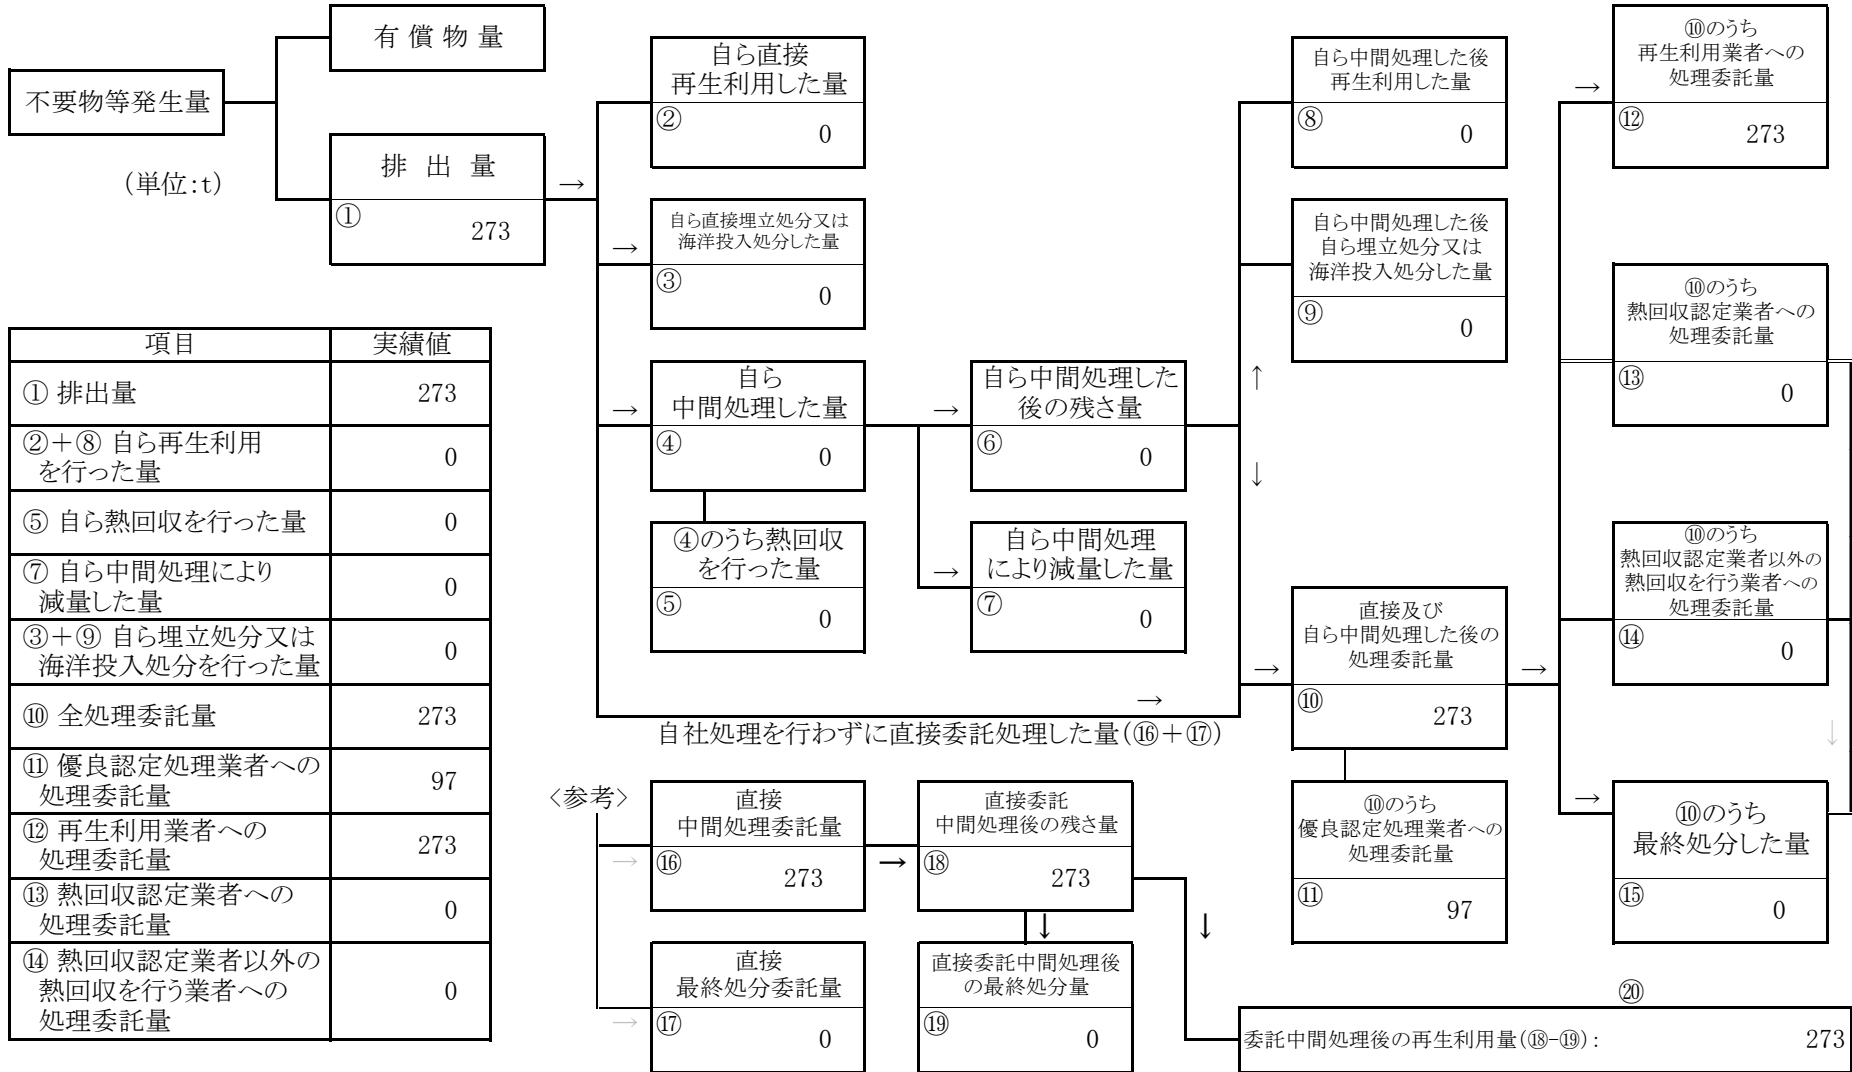 有 償 物 量
不要物等発生量
(単位:t)
排 出 量
① 273
→
自ら直接
再生利用した量
② 0
→
自ら直接埋立処分又は
海洋投入処分した量
③ 0
→
自ら
中間処理した量
④ 0
④のうち熱回収
を行った量
⑤ 0
→
自ら中間処理した
後の残さ量
⑥ 0
→
自ら中間処理
により減量した量
⑦ 0
→
自社処理を行わずに直接委託処理した量(⑯+⑰)
↑
↓
自ら中間処理した後
再生利用した量
⑧ 0
自ら中間処理した後
自ら埋立処分又は
海洋投入処分した量
⑨ 0
→
直接及び
自ら中間処理した後の
処理委託量
⑩ 273
⑩のうち
優良認定処理業者への
処理委託量
⑪ 97
→
→
⑩のうち
再生利用業者への
処理委託量
⑫ 273
⑩のうち
熱回収認定業者への
処理委託量
⑬ 0
⑩のうち
熱回収認定業者以外の
熱回収を行う業者への
処理委託量
⑭ 0
↓
→
⑩のうち
最終処分した量
⑮ 0
項目 実績値
① 排出量 273
②+⑧ 自ら再生利用
を行った量 0
⑤ 自ら熱回収を行った量 0
⑦ 自ら中間処理により
減量した量 0
③+⑨ 自ら埋立処分又は
海洋投入処分を行った量 0
⑩ 全処理委託量 273
⑪ 優良認定処理業者への
処理委託量 97
⑫ 再生利用業者への
処理委託量 273
⑬ 熱回収認定業者への
処理委託量 0
⑭ 熱回収認定業者以外の
熱回収を行う業者への
処理委託量 0
<参考>
→
直接
中間処理委託量
⑯ 273
→
直接委託
中間処理後の残さ量
⑱ 273
↓
↓
→
直接
最終処分委託量
⑰ 0
直接委託中間処理後
の最終処分量
⑲ 0
⑳
委託中間処理後の再生利用量(⑱-⑲): 273